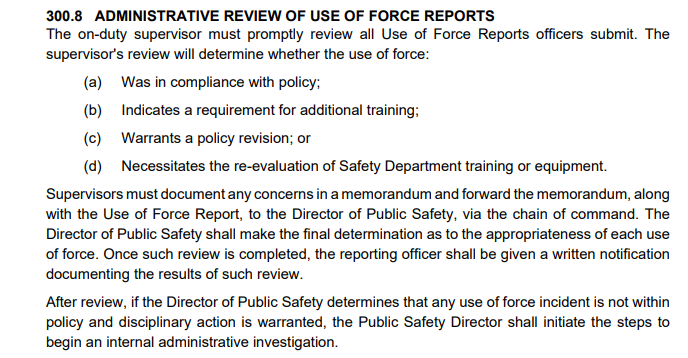 300.8 ADMINISTRATIVE REVIEW OF USE OF FORCE REPORTS
The on-duty supervisor must promptly review all Use of Force Reports officers submit. The
supervisor's review will determine whether the use of force:
(a) Was in compliance with policy;
(b) Indicates a requirement for additional training;
(c) Warrants a policy revision; or
(d) Necessitates the re-evaluation of Safety Department training or equipment.
Supervisors must document any concerns in a memorandum and forward the memorandum, along
with the Use of Force Report, to the Director of Public Safety, via the chain of command. The
Director of Public Safety shall make the final determination as to the appropriateness of each use
of force. Once such review is completed, the reporting officer shall be given a written notification
documenting the results of such review.
After review, if the Director of Public Safety determines that any use of force incident is not within
policy and disciplinary action is warranted, the Public Safety Director shall initiate the steps to
begin an internal administrative investigation.